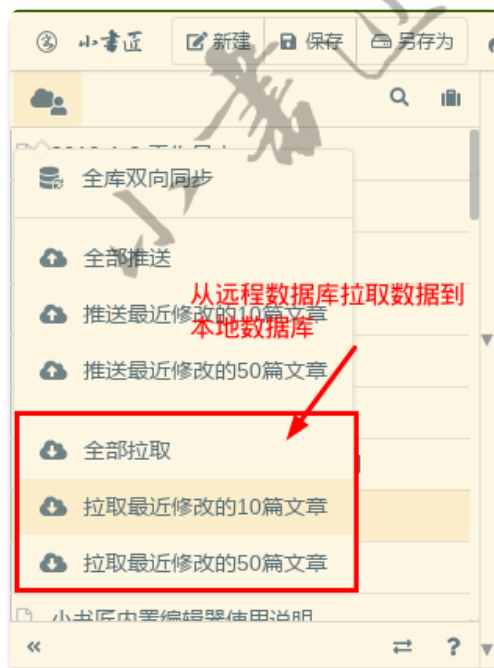 小书匠 新建 保存 另存为
全库双向同步
全部推送
从远程数据库拉取数据到
推送最近修改的10篇文章
本地数据库
推送最近修改的50篇文章
全部拉取
拉取最近修改的10篇文章
拉取最近修改的50篇文章
小书匠内置编辑器使用说明
« ?
小书匠